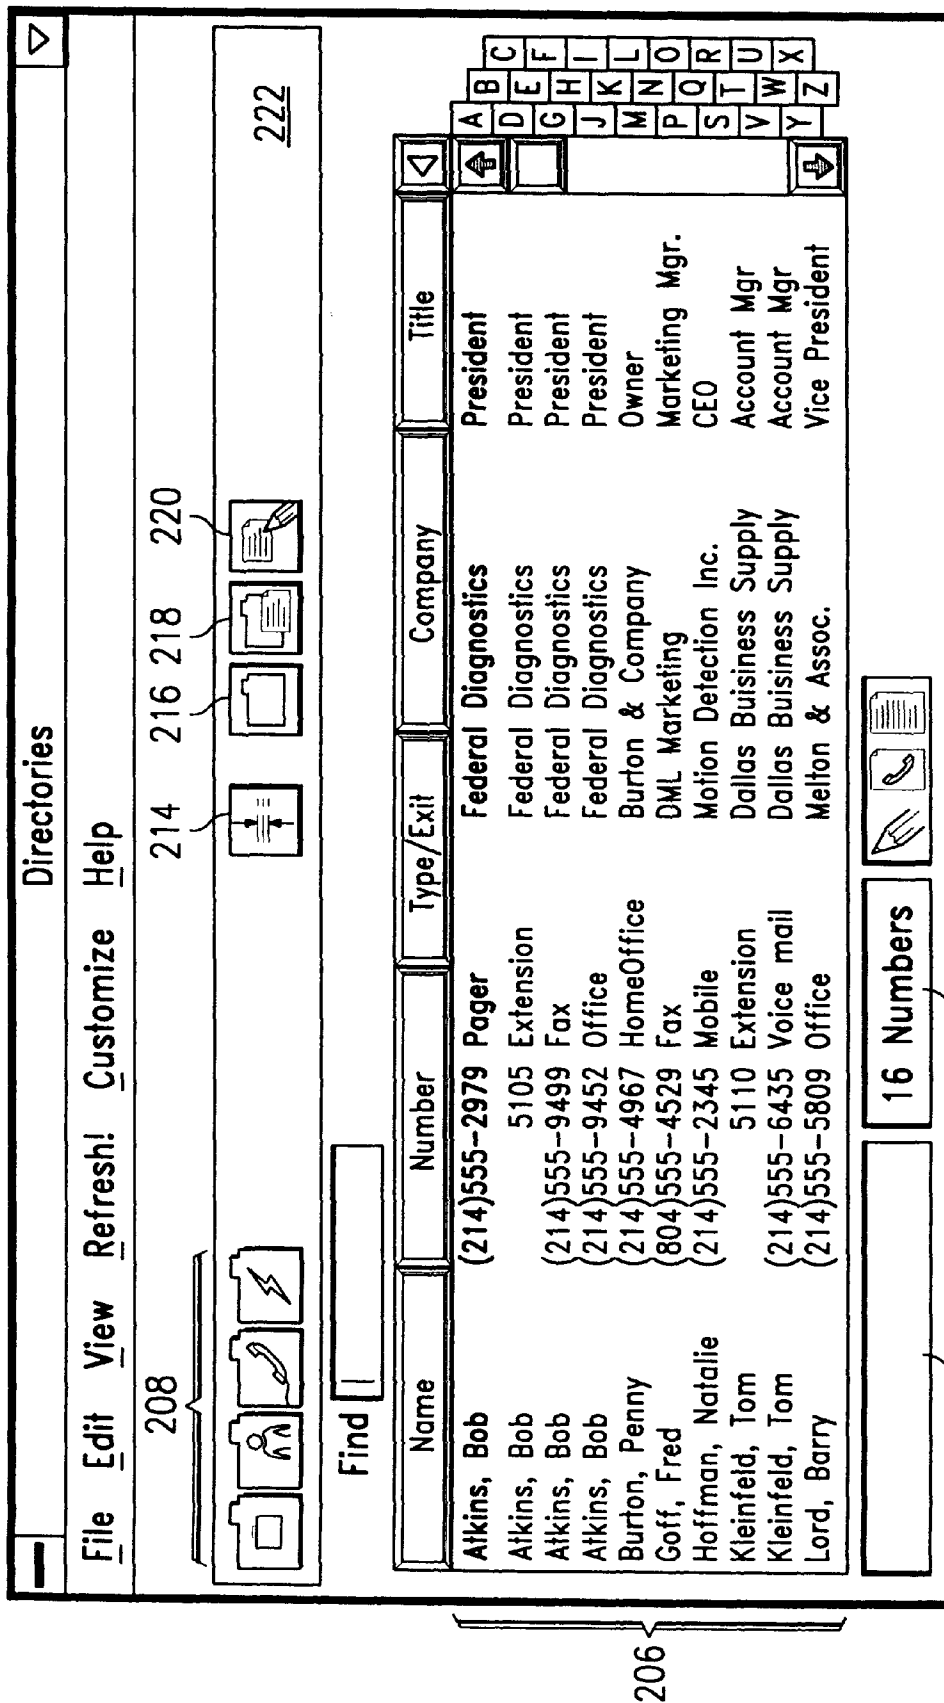 Directories
File Edit View Refresh! Customize Help
208 214 216 218 220
222
Find
Name Number Type/Exit Company Title
Atkins, Bob (214)555-2979 Pager Federal Diagnostics President
Atkins, Bob 5105 Extension Federal Diagnostics President
Atkins, Bob (214)555-9499 Fax Federal Diagnostics President
Atkins, Bob (214)555-9452 Office Federal Diagnostics President
Burton, Penny (214)555-4967 HomeOffice Burton & Company Owner
Goff, Fred (804)555-4529 Fax DML Marketing Marketing Mgr.
Hoffman, Natalie (214)555-2345 Mobile Motion Detection Inc. CEO
Kleinfeld, Tom 5110 Extension Dallas Buisiness Supply Account Mgr
Kleinfeld, Tom (214)555-6435 Voice mail Dallas Buisiness Supply Account Mgr
Lord, Barry (214)555-5809 Office Melton & Assoc. Vice President
A B C
D E F
G H I
J K L
M N O
P Q R
S T U
V W X
Y Z
206
16 Numbers